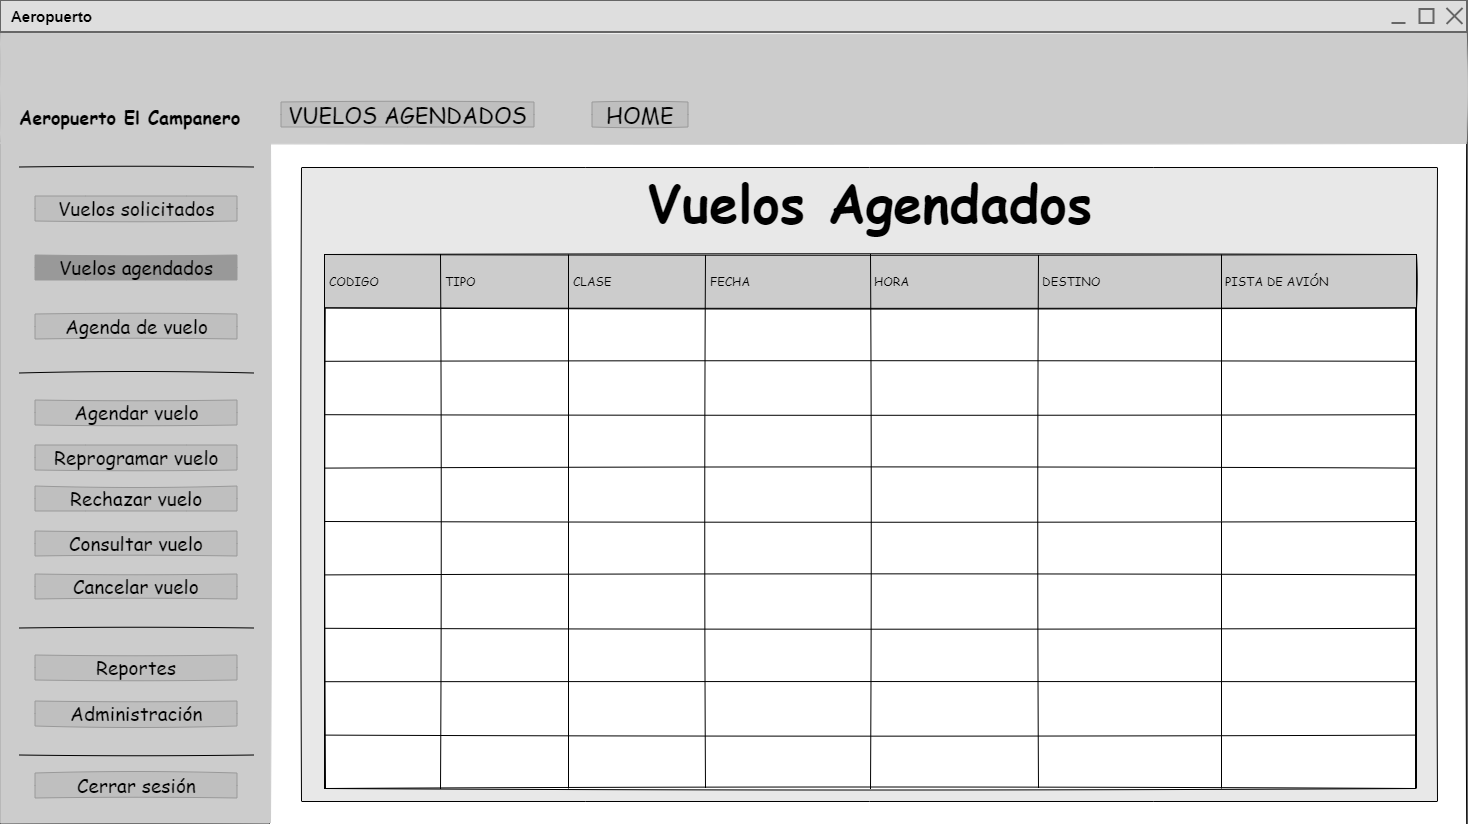 Aeropuerto
Aeropuerto El Campanero
VUELOS AGENDADOS
HOME
Vuelos solicitados
Vuelos agendados
Agenda de vuelo
Agendar vuelo
Reprogramar vuelo
Rechazar vuelo
Consultar vuelo
Cancelar vuelo
Reportes
Administración
Cerrar sesión
Vuelos Agendados
CODIGO TIPO CLASE FECHA HORA DESTINO PISTA DE AVIÓN